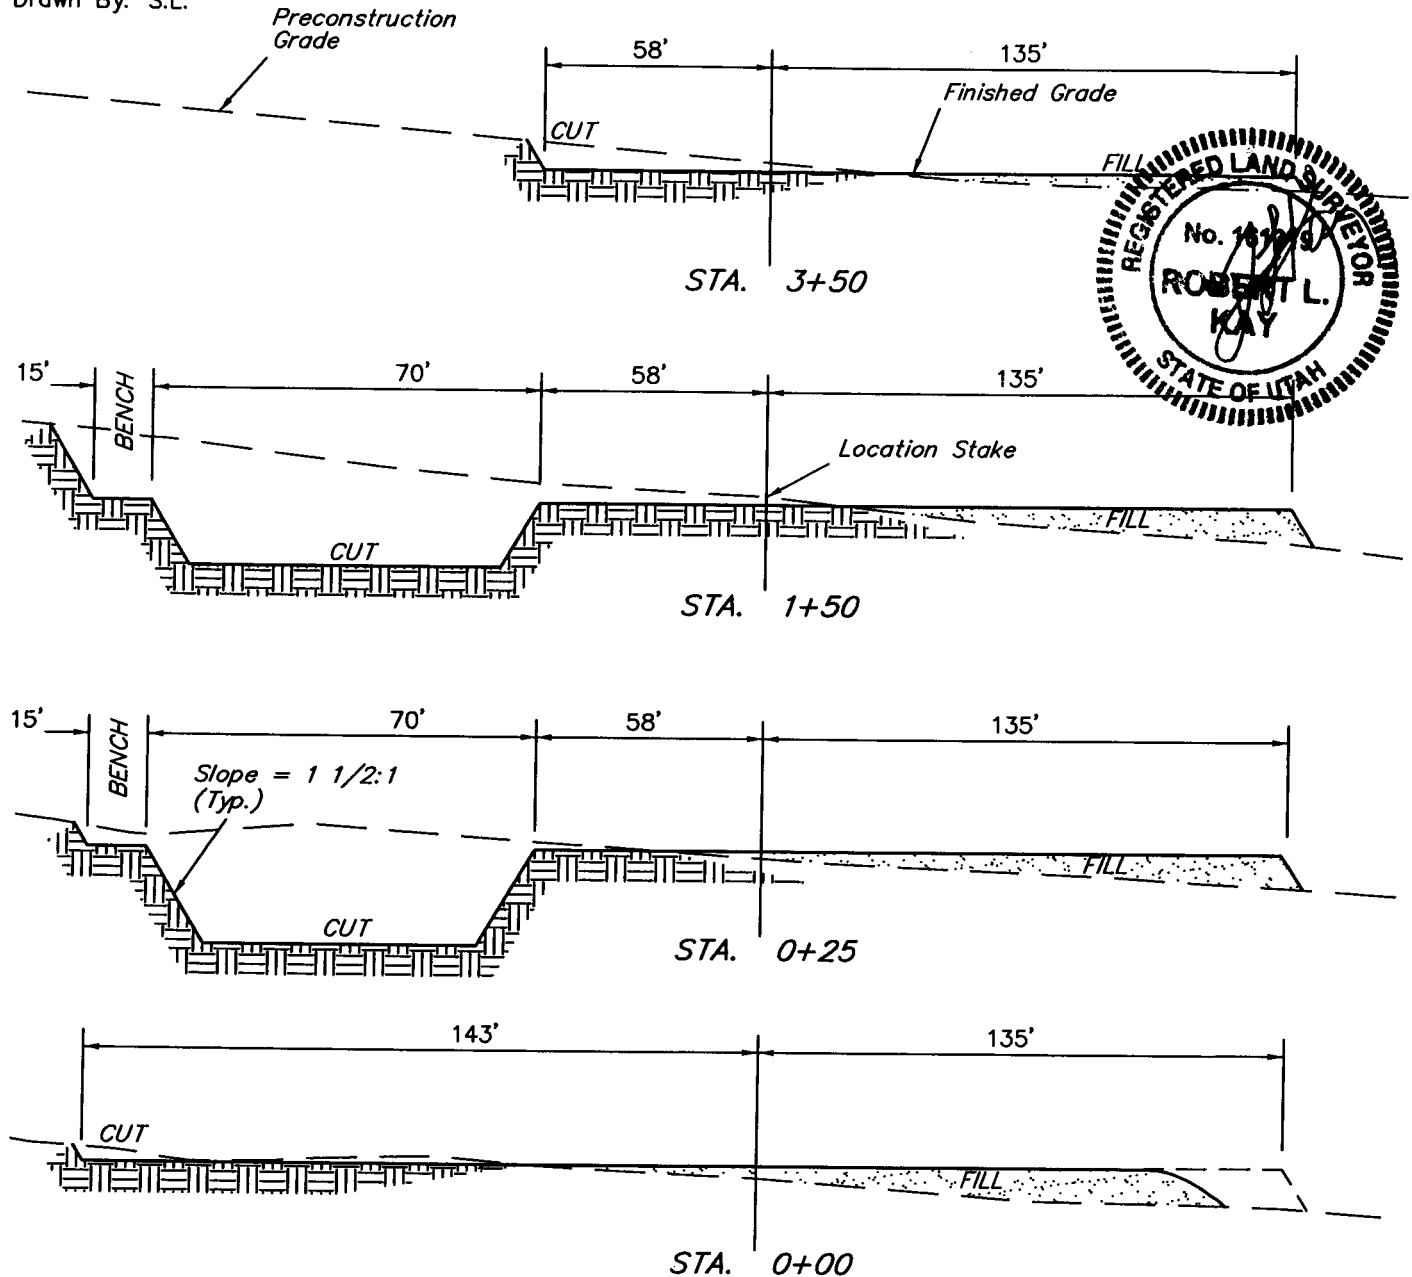 Drawn By: S.L.
Preconstruction
Grade
58'
135'
Finished Grade
CUT
FILL
STA. 3+50
REGISTERED LAND SURVEYOR
No.
ROBERT L.
KAY
STATE OF UTAH
15'
BENCH
70'
58'
135'
Location Stake
CUT
FILL
STA. 1+50
15'
BENCH
70'
58'
135'
Slope = 1 1/2:1
(Typ.)
CUT
FILL
STA. 0+25
143'
135'
CUT
FILL
STA. 0+00